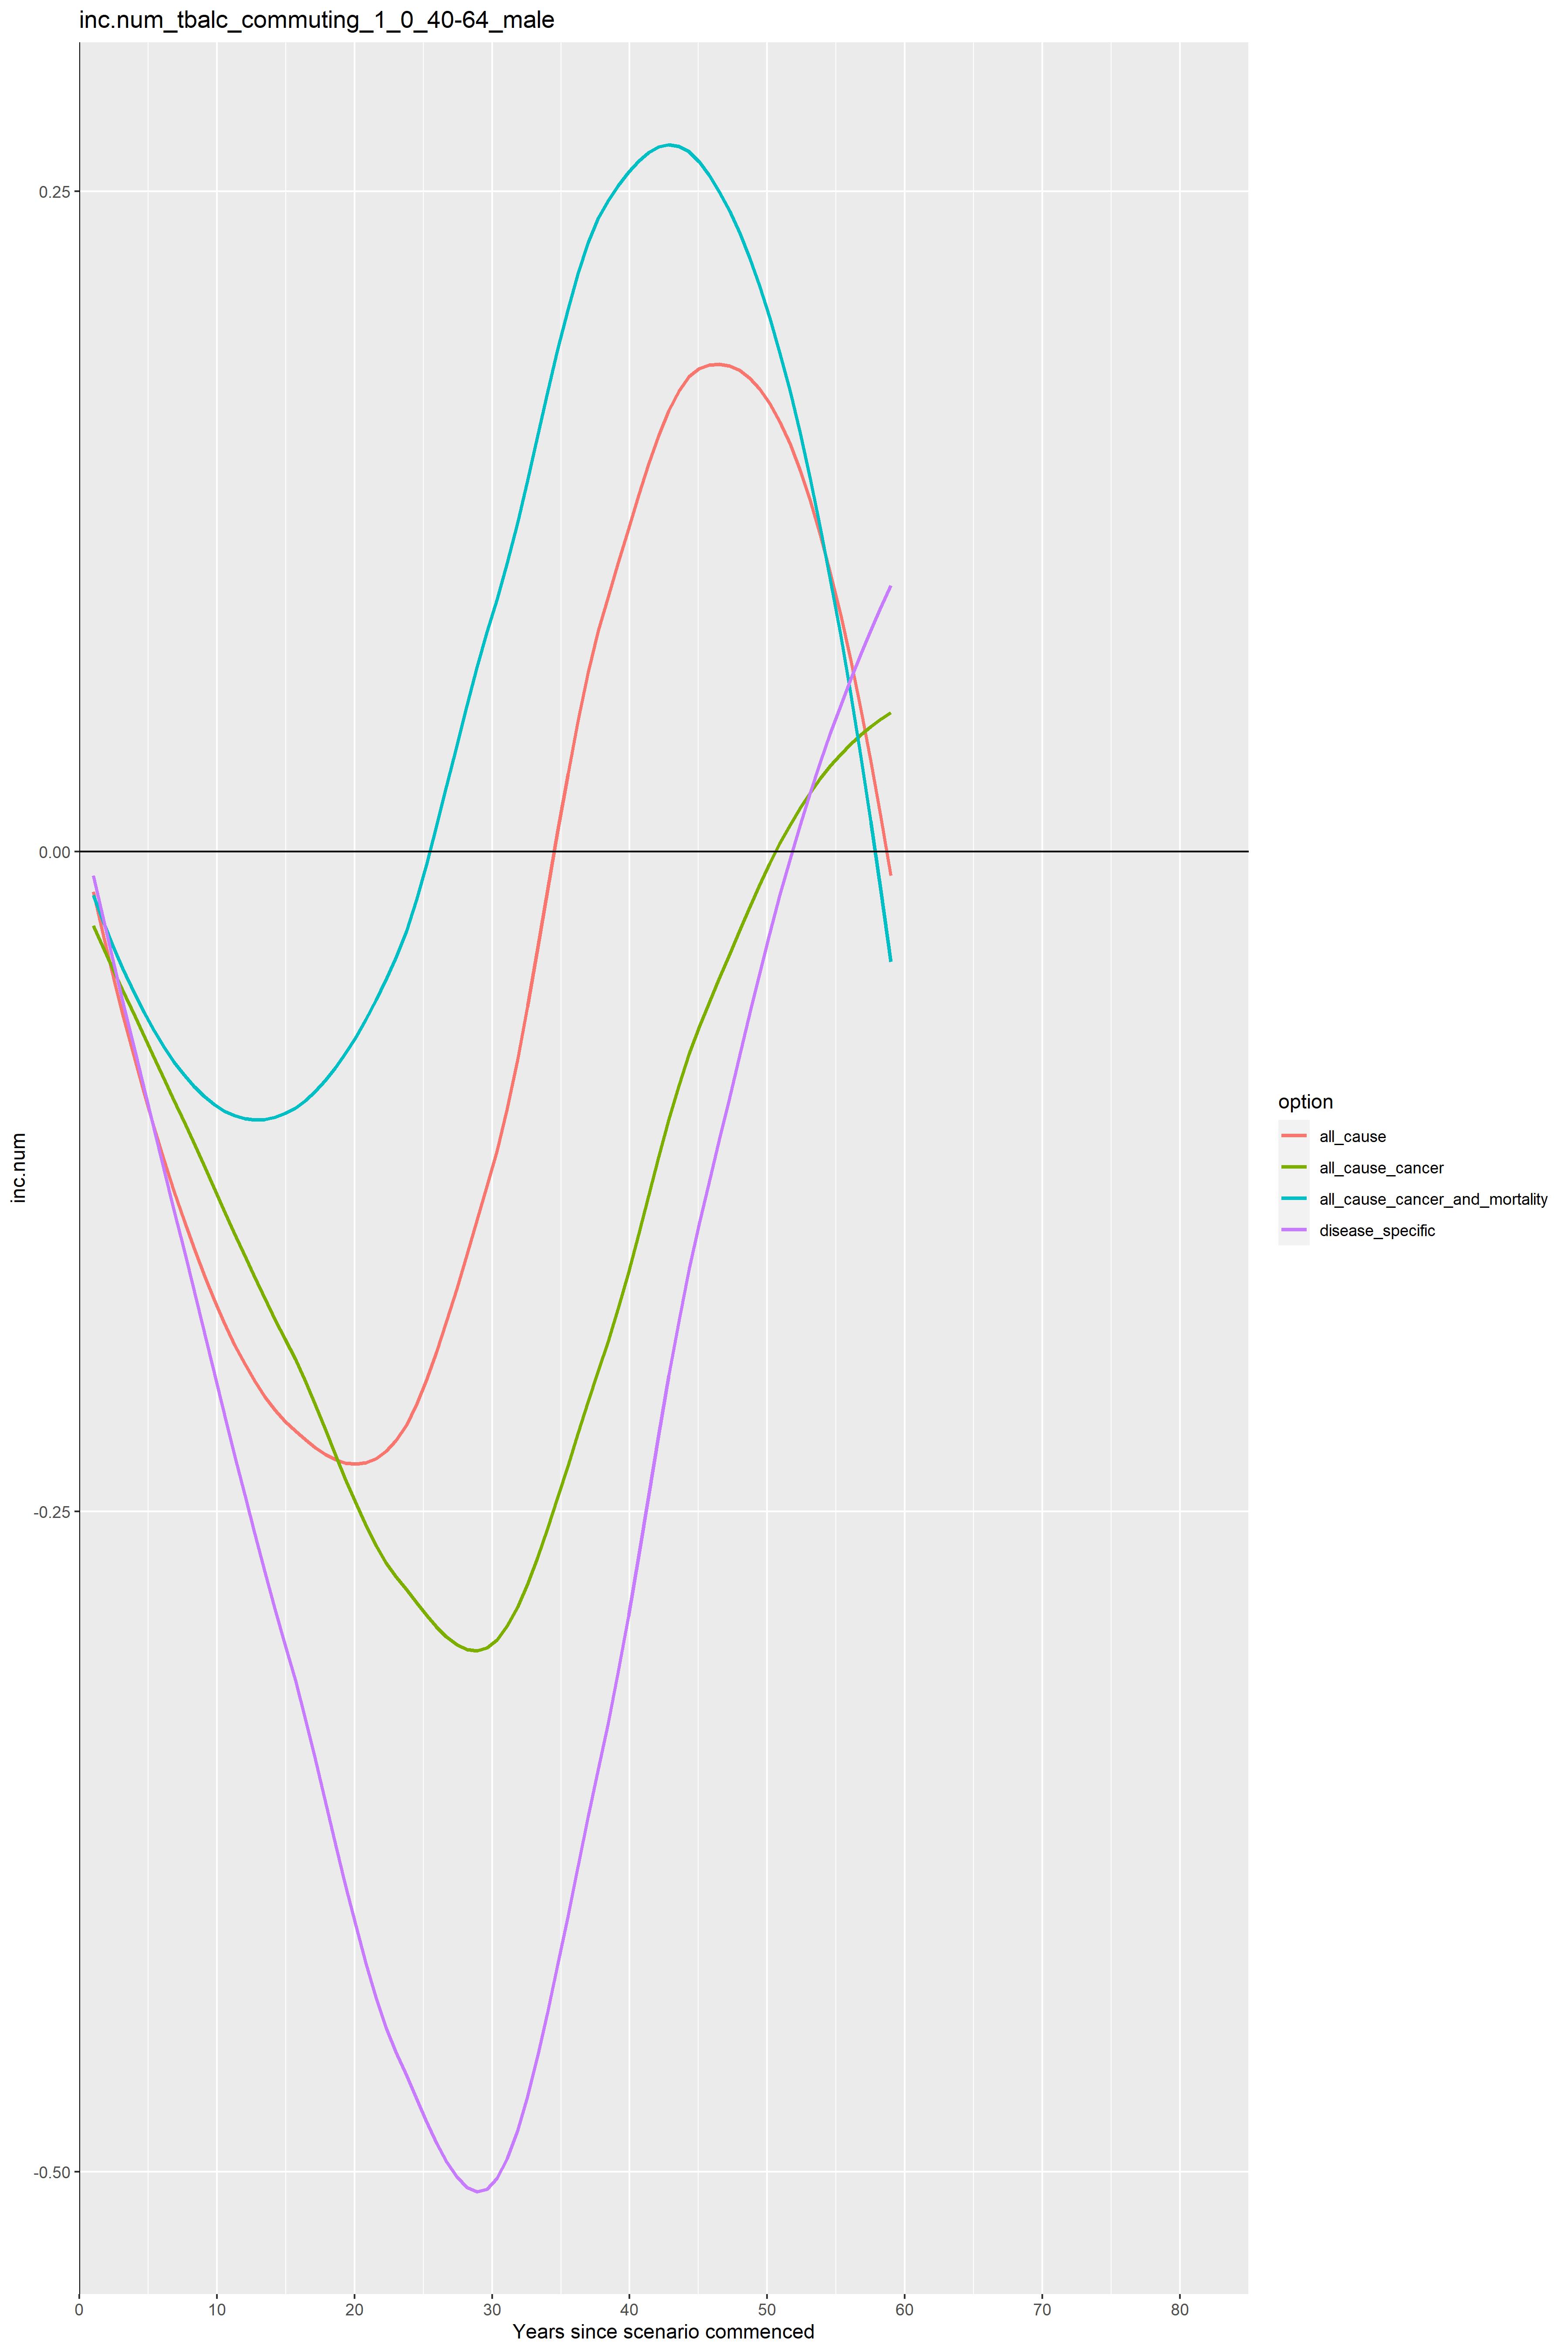 inc.num_tbalc_commuting_1_0_40-64_male
0.25
0.00
-0.25
-0.50
inc.num
0 10 20 30 40 50 60 70 80
Years since scenario commenced
option
all_cause
all_cause_cancer
all_cause_cancer_and_mortality
disease_specific